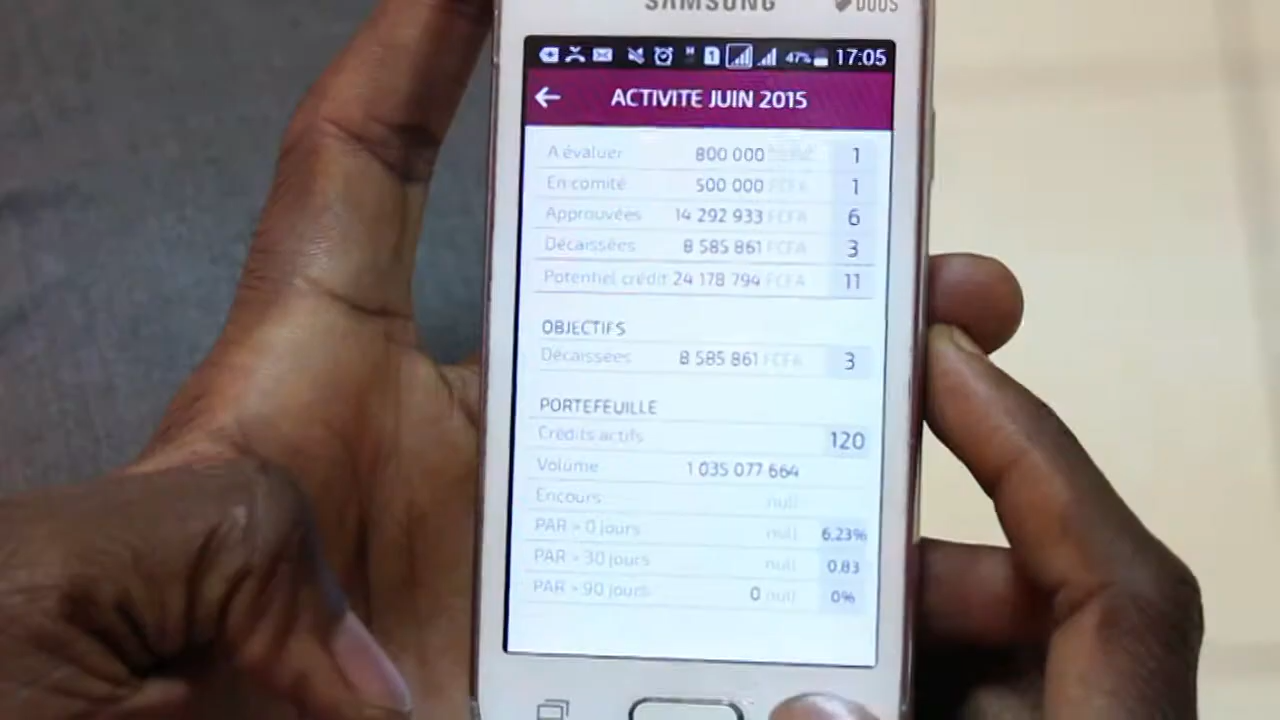 SAMSUNG DUOS
1 47% 17:05
ACTIVITE JUIN 2015
A évaluer 800 000 1
En comité 500 000 FCFA 1
Approuvées 14 292 933 FCFA 6
Décaissées 8 585 861 FCFA 3
Potentiel crédit 24 178 794 FCFA 11
OBJECTIFS
Décaissées 8 585 861 FCFA 3
PORTEFEUILLE
Crédits actifs 120
Volume 1 035 077 664
Encours null
PAR > 0 jours null 6.23%
PAR > 30 jours null 0.83
PAR > 90 jours 0 null 0%